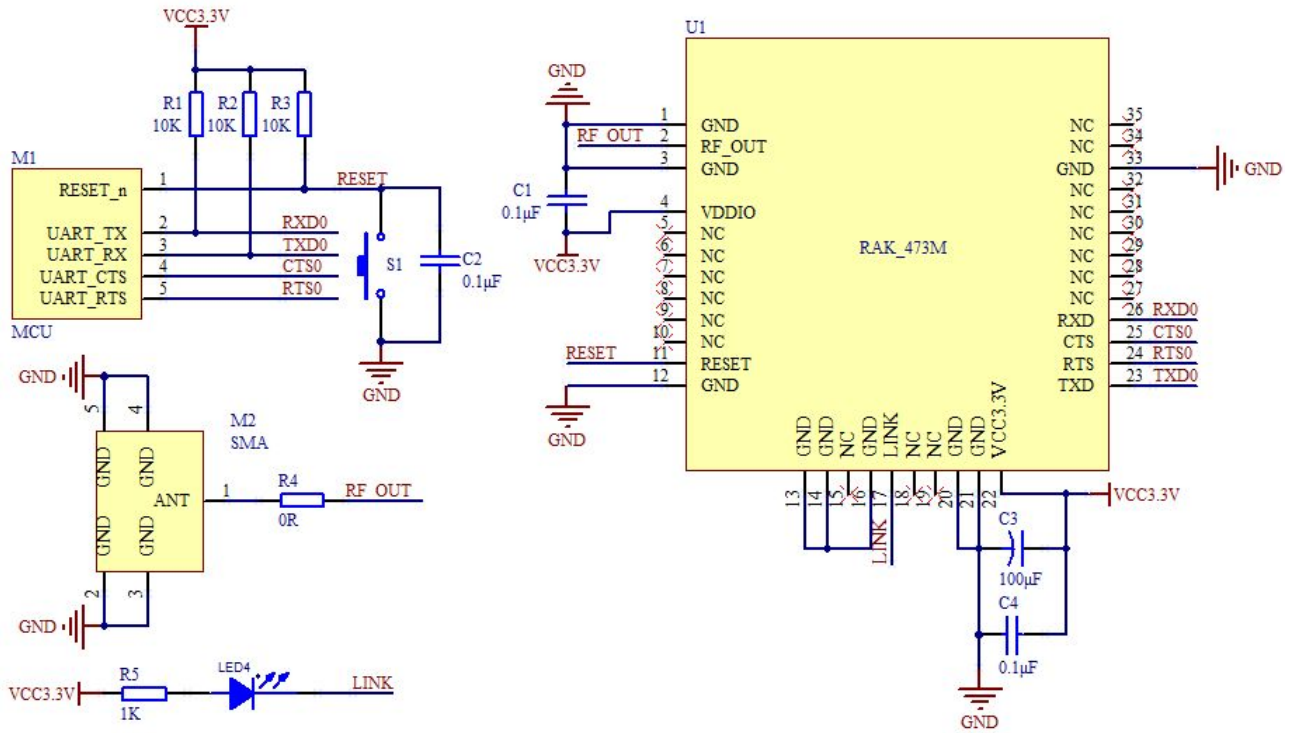 VCC3.3V
R1
10K
R2
10K
R3
10K
M1
RESET_n
1
RESET
UART_TX
2
RXD0
UART_RX
3
TXD0
UART_CTS
4
CTS0
UART_RTS
5
RTS0
MCU
S1
C2
0.1μF
GND
GND
5
4
M2
SMA
GND
GND
ANT
1
R4
0R
RF_OUT
GND
GND
2
3
GND
VCC3.3V
R5
1K
LED4
LINK
U1
RAK_473M
GND
1
GND
RF_OUT
2
RF_OUT
3
GND
C1
0.1μF
4
VDDIO
VCC3.3V
5
NC
6
NC
7
NC
8
NC
9
NC
10
NC
RESET
11
RESET
12
GND
GND
NC
35
NC
34
GND
33
GND
NC
32
NC
31
NC
30
NC
29
NC
28
NC
27
RXD
26
RXD0
CTS
25
CTS0
RTS
24
RTS0
TXD
23
TXD0
GND
GND
NC
GND
LINK
NC
NC
GND
GND
VCC3.3V
13
14
15
16
17
18
19
20
21
22
LINK
VCC3.3V
C3
100μF
C4
0.1μF
GND